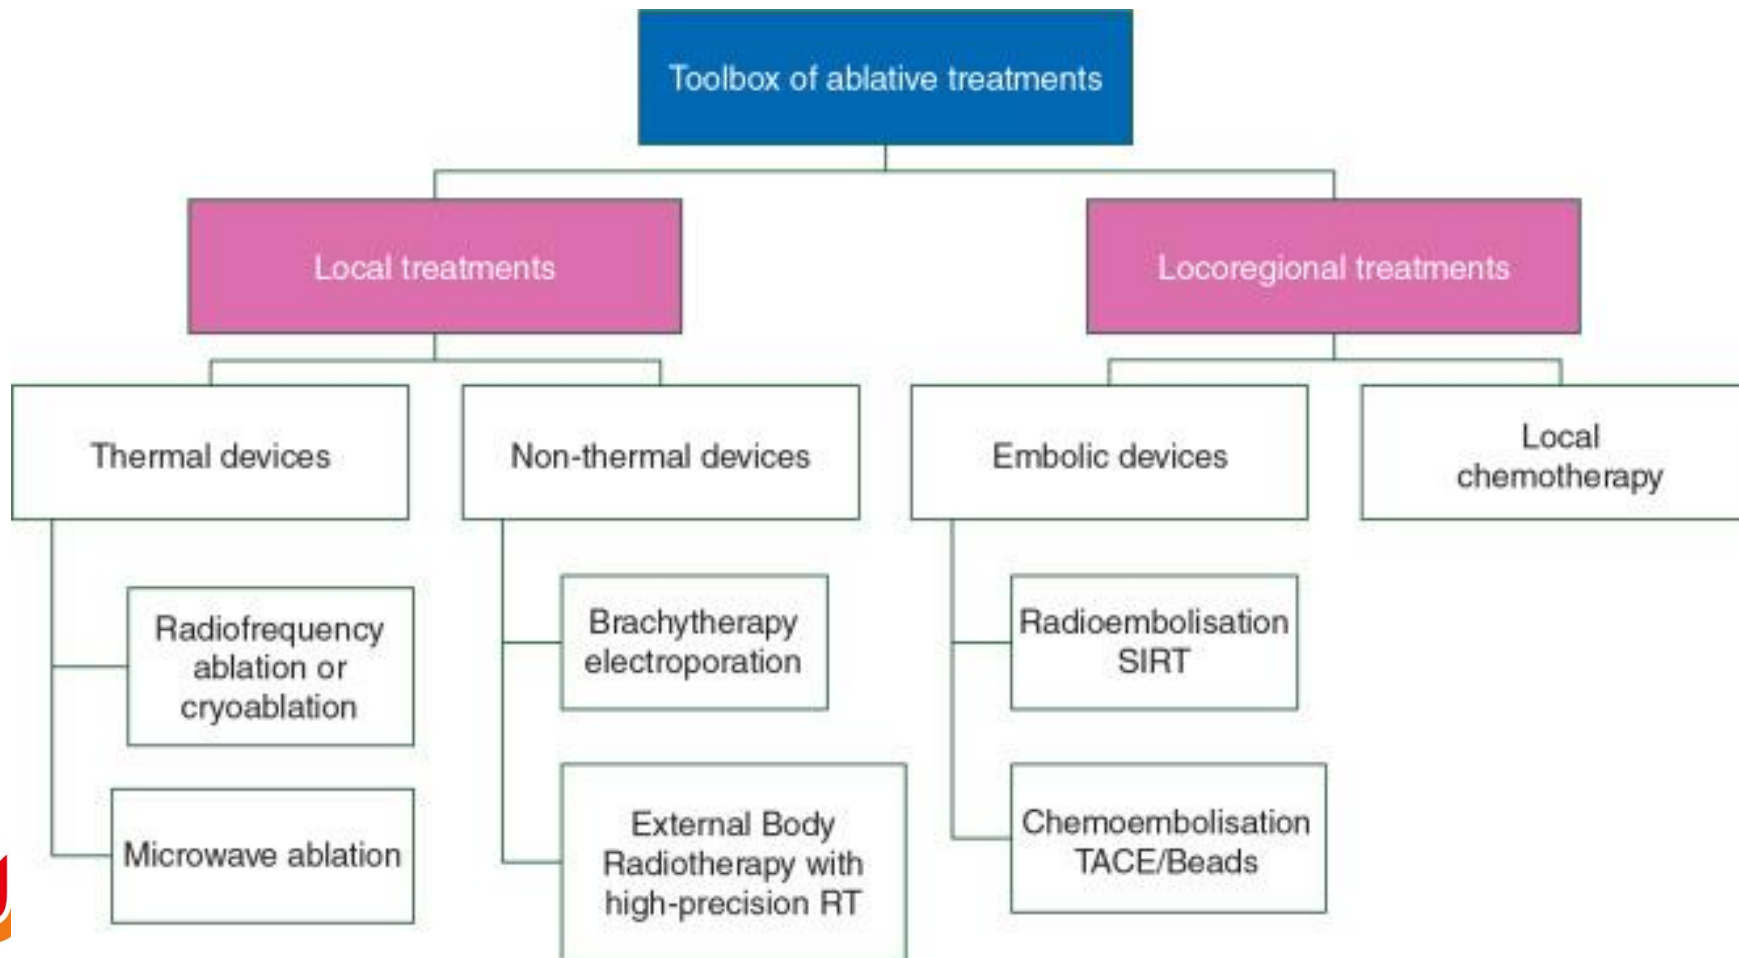 Toolbox of ablative treatments
Local treatments
Locoregional treatments
Thermal devices
Non-thermal devices
Embolic devices
Local
chemotherapy
Radiofrequency
ablation or
cryoablation
Brachytherapy
electroporation
Radioembolisation
SIRT
Microwave ablation
External Body
Radiotherapy with
high-precision RT
Chemoembolisation
TACE/Beads